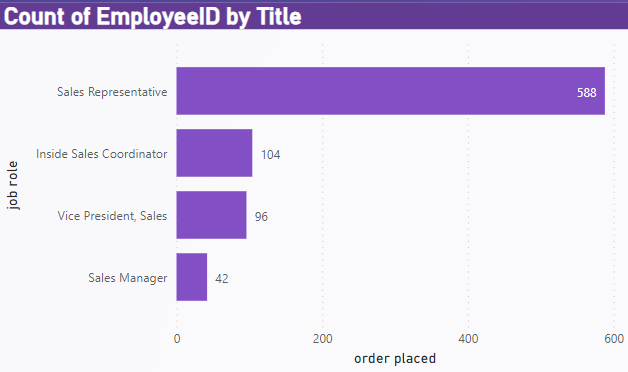 Count of EmployeeID by Title
job role
Sales Representative
588
Inside Sales Coordinator
104
Vice President, Sales
96
Sales Manager
42
0
200
400
600
order placed